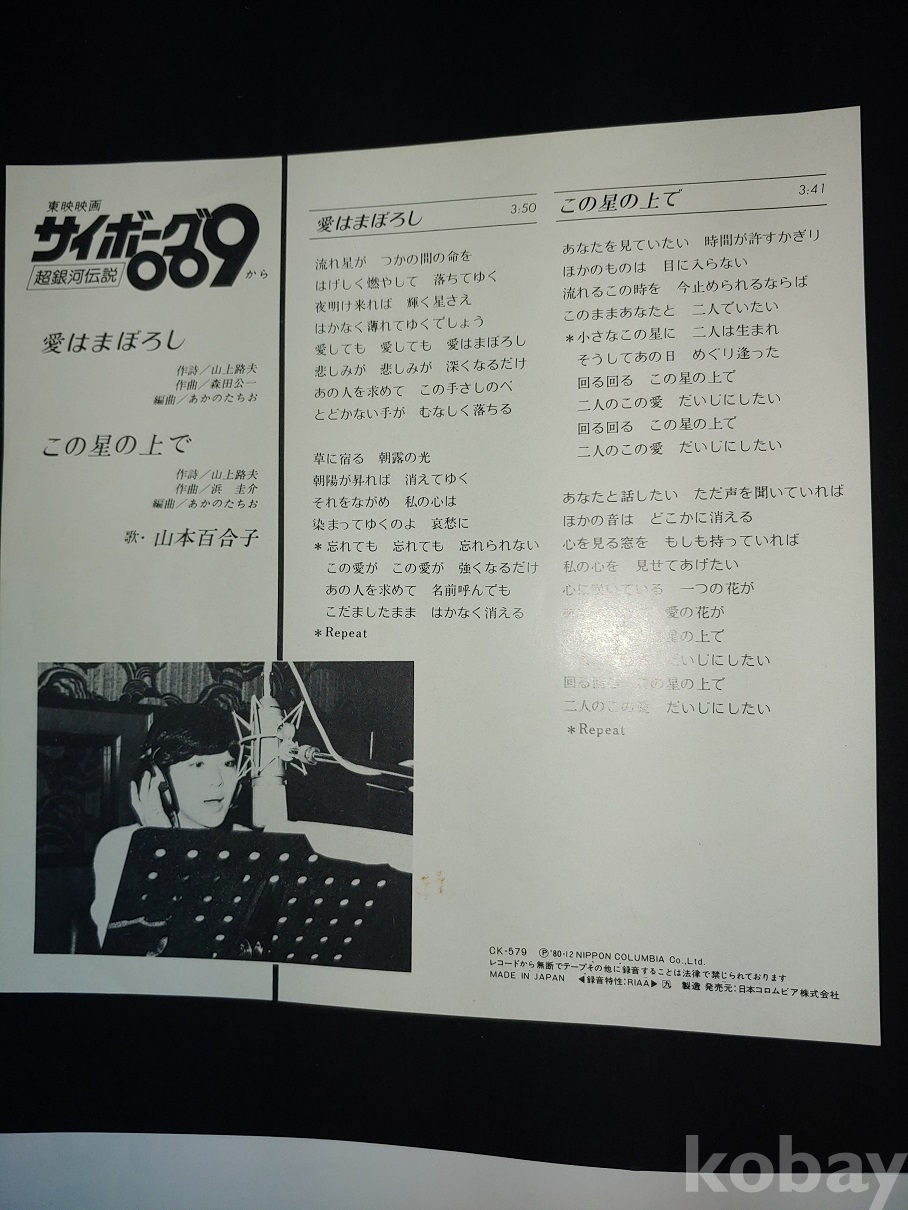 東映映画
サイボーグ009
超銀河伝説 から
愛はまぼろし
作詩／山上路夫
作曲／森田公一
編曲／あかのたちお
この星の上で
作詩／山上路夫
作曲／浜 圭介
編曲／あかのたちお
歌・山本百合子
愛はまぼろし 3:50
流れ星が つかの間の命を
はげしく燃やして 落ちてゆく
夜明け来れば 輝く星さえ
はかなく薄れてゆくでしょう
愛しても 愛しても 愛はまぼろし
悲しみが 悲しみが 深くなるだけ
あの人を求めて この手さしのべ
とどかない手が むなしく落ちる
草に宿る 朝露の光
朝陽が昇れば 消えてゆく
それをながめ 私の心は
染まってゆくのよ 哀愁に
＊忘れても 忘れても 忘れられない
この愛が この愛が 強くなるだけ
あの人を求めて 名前呼んでも
こだましたまま はかなく消える
＊Repeat
この星の上で 3:41
あなたを見ていたい 時間が許すかぎり
ほかのものは 目に入らない
流れるこの時を 今止められるならば
このままあなたと 二人でいたい
＊小さなこの星に 二人は生まれ
そうしてあの日 めぐり逢った
回る回る この星の上で
二人のこの愛 だいじにしたい
回る回る この星の上で
二人のこの愛 だいじにしたい
あなたと話したい ただ声を聞いていれば
ほかの音は どこかに消える
心を見る窓を もしも持っていれば
私の心を 見せてあげたい
心に咲いている 一つの花が
愛の花が
星の上で
だいじにしたい
回る回る この星の上で
二人のこの愛 だいじにしたい
＊Repeat
CK-579 Ⓟ'80・12 NIPPON COLUMBIA Co.,Ltd.
レコードから無断でテープその他に録音することは法律で禁じられております
MADE IN JAPAN ◀録音特性:RIAA▶ 九 製造 発売元:日本コロムビア株式会社
kobay